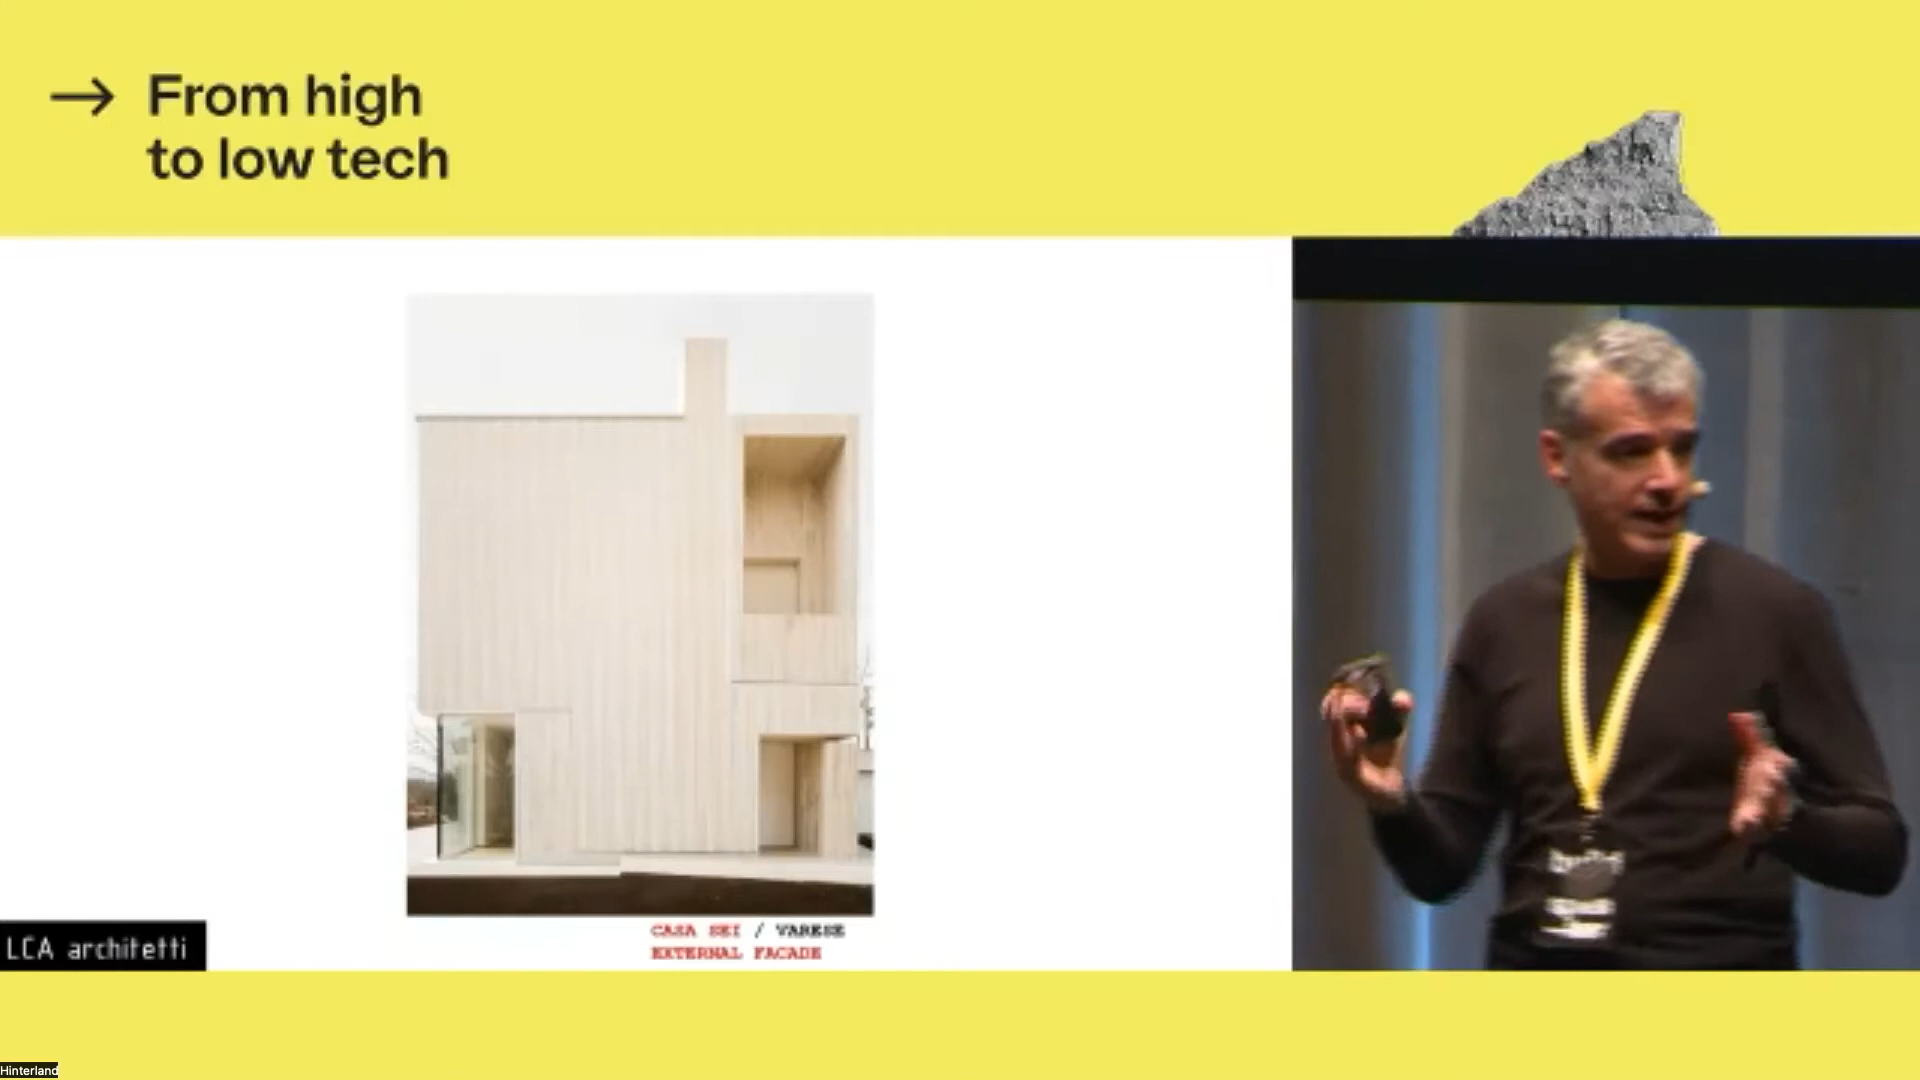 From high
to low tech
CASA SEI / VARESE
EXTERNAL FACADE
LCA architetti
Hinterland